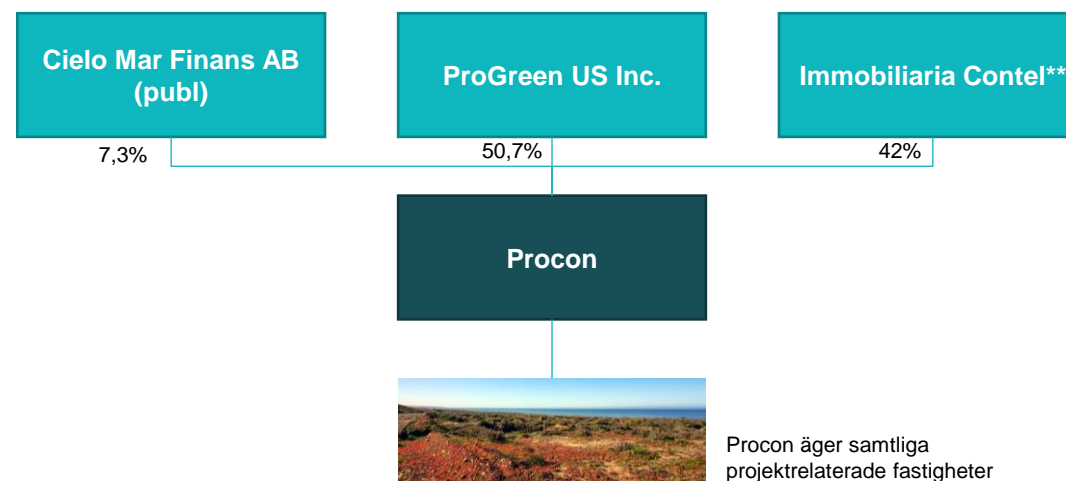 Cielo Mar Finans AB
(publ)
ProGreen US Inc.
Immobiliaria Contel**
7,3%
50,7%
42%
Procon
Procon äger samtliga
projektrelaterade fastigheter